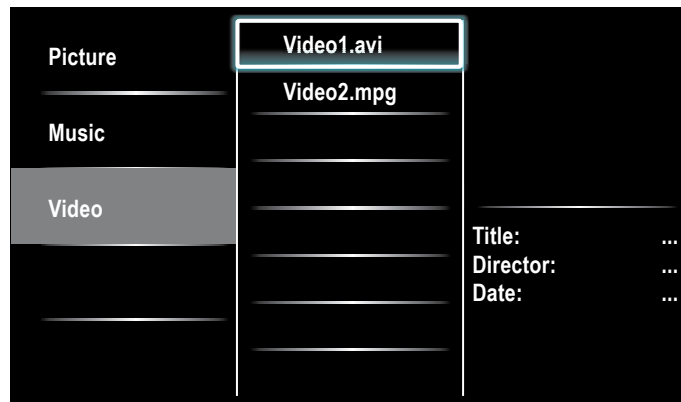 Picture
Music
Video
Video1.avi
Video2.mpg
Title: ...
Director: ...
Date: ...